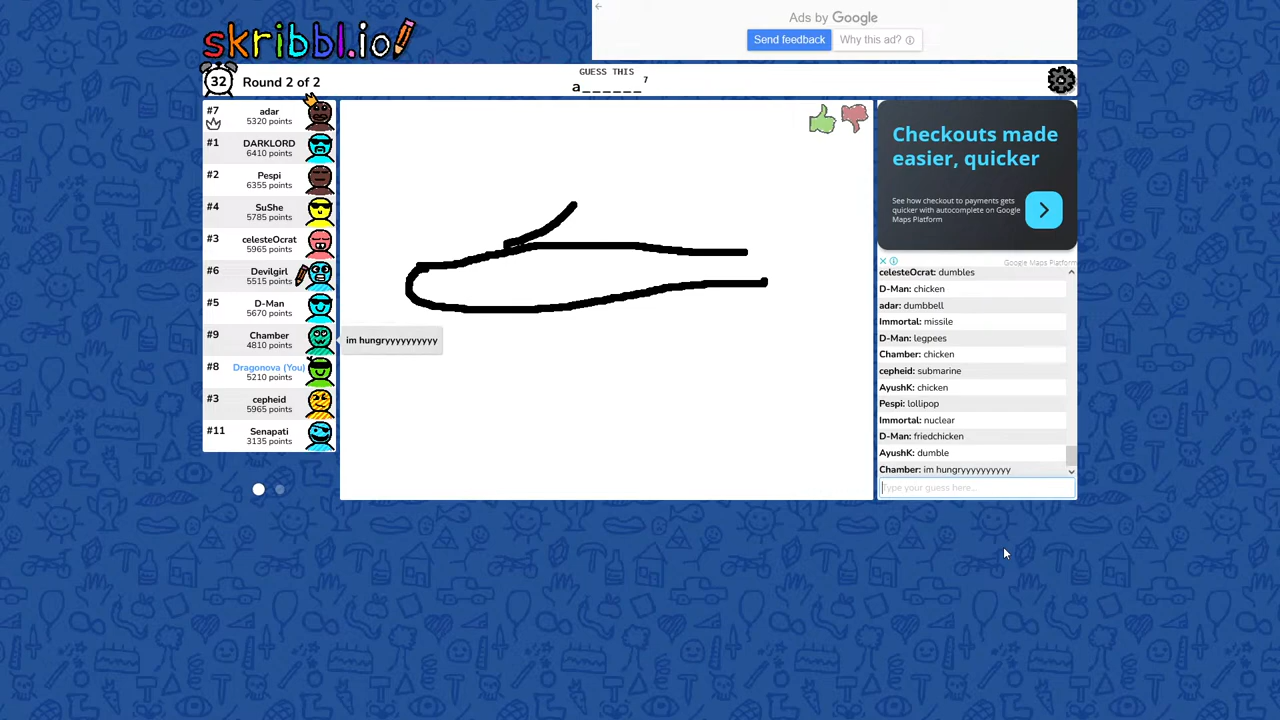 skribbl.io
Ads by Google
Send feedback
Why this ad?
32
Round 2 of 2
GUESS THIS
a______ 7
#7 adar
5320 points
#1 DARKLORD
6410 points
#2 Pespi
6355 points
#4 SuShe
5785 points
#3 celesteOcrat
5965 points
#6 Devilgirl
5515 points
#5 D-Man
5670 points
#9 Chamber
4810 points
#8 Dragonova (You)
5210 points
#3 cepheid
5965 points
#11 Senapati
3135 points
im hungryyyyyyyyyy
Checkouts made
easier, quicker
See how checkout to payments gets
quicker with autocomplete on Google
Maps Platform
Google Maps Platform
celesteOcrat: dumbles
D-Man: chicken
adar: dumbbell
Immortal: missile
D-Man: legpees
Chamber: chicken
cepheid: submarine
AyushK: chicken
Pespi: lollipop
Immortal: nuclear
D-Man: friedchicken
AyushK: dumble
Chamber: im hungryyyyyyyyyy
Type your guess here...